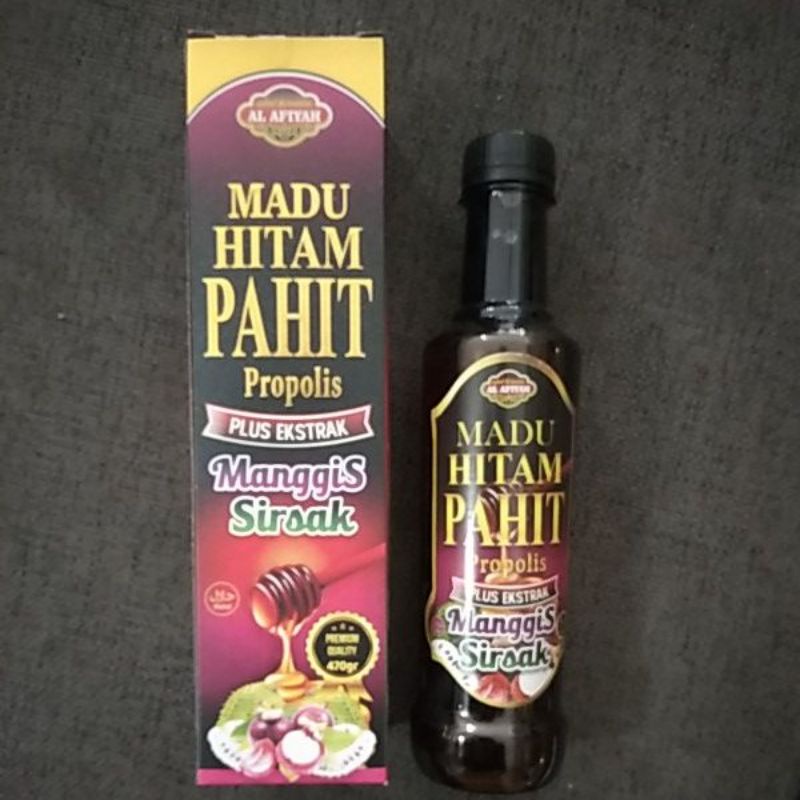 AL AFIYAH
MADU
HITAM
PAHIT
Propolis
PLUS EKSTRAK
ManggiS
Sirsak
حلال
PREMIUM
QUALITY
470gr
AL AFIYAH
MADU
HITAM
PAHIT
Propolis
PLUS EKSTRAK
ManggiS
Sirsak